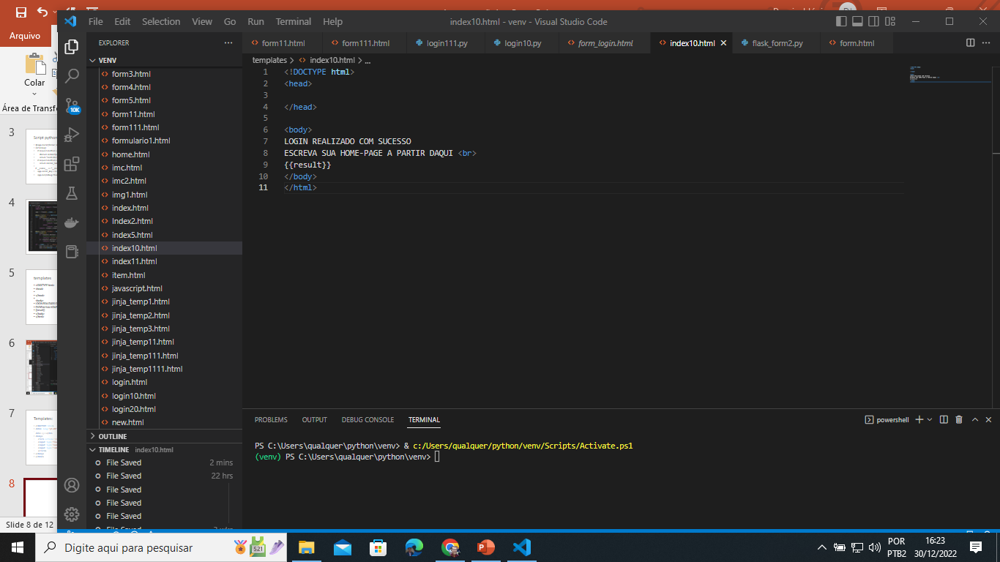 File Edit Selection View Go Run Terminal Help
index10.html - venv - Visual Studio Code
Arquivo
Colar
Área de Transf
3
Script python
4
5
templates
6
7
Templates:
8
Slide 8 de 12
EXPLORER
VENV
form3.html
form4.html
form5.html
form11.html
form111.html
formulario1.html
home.html
imc.html
imc2.html
img1.html
index.html
Index2.html
index5.html
index10.html
index11.html
item.html
javascript.html
jinja_temp1.html
jinja_temp2.html
jinja_temp3.html
jinja_temp11.html
jinja_temp111.html
jinja_temp1111.html
login.html
login10.html
login20.html
new.html
OUTLINE
TIMELINE index10.html
File Saved 2 mins
File Saved 22 hrs
File Saved
File Saved
File Saved
File Saved
10K
form11.html form111.html login111.py login10.py form_login.html index10.html flask_form2.py form.html
templates > index10.html > ...
1 <!DOCTYPE html>
2 <head>
3
4 </head>
5
6 <body>
7 LOGIN REALIZADO COM SUCESSO
8 ESCREVA SUA HOME-PAGE A PARTIR DAQUI <br>
9 {{result}}
10 </body>
11 </html>
PROBLEMS OUTPUT DEBUG CONSOLE TERMINAL
powershell
PS C:\Users\qualquer\python\venv> & c:/Users/qualquer/python/venv/Scripts/Activate.ps1
(venv) PS C:\Users\qualquer\python\venv>
Digite aqui para pesquisar
521
POR
PTB2
16:23
30/12/2022